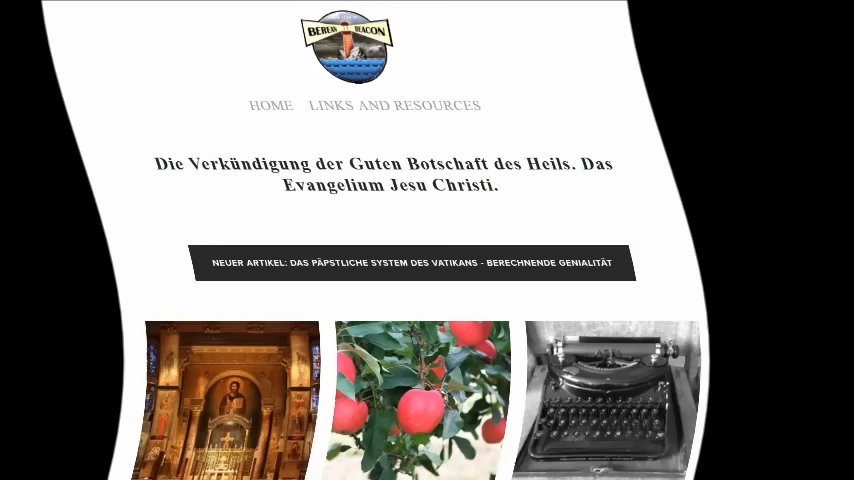 BEREAN BEACON
HOME LINKS AND RESOURCES
Die Verkündigung der Guten Botschaft des Heils. Das
Evangelium Jesu Christi.
NEUER ARTIKEL: DAS PÄPSTLICHE SYSTEM DES VATIKANS - BERECHNENDE GENIALITÄT